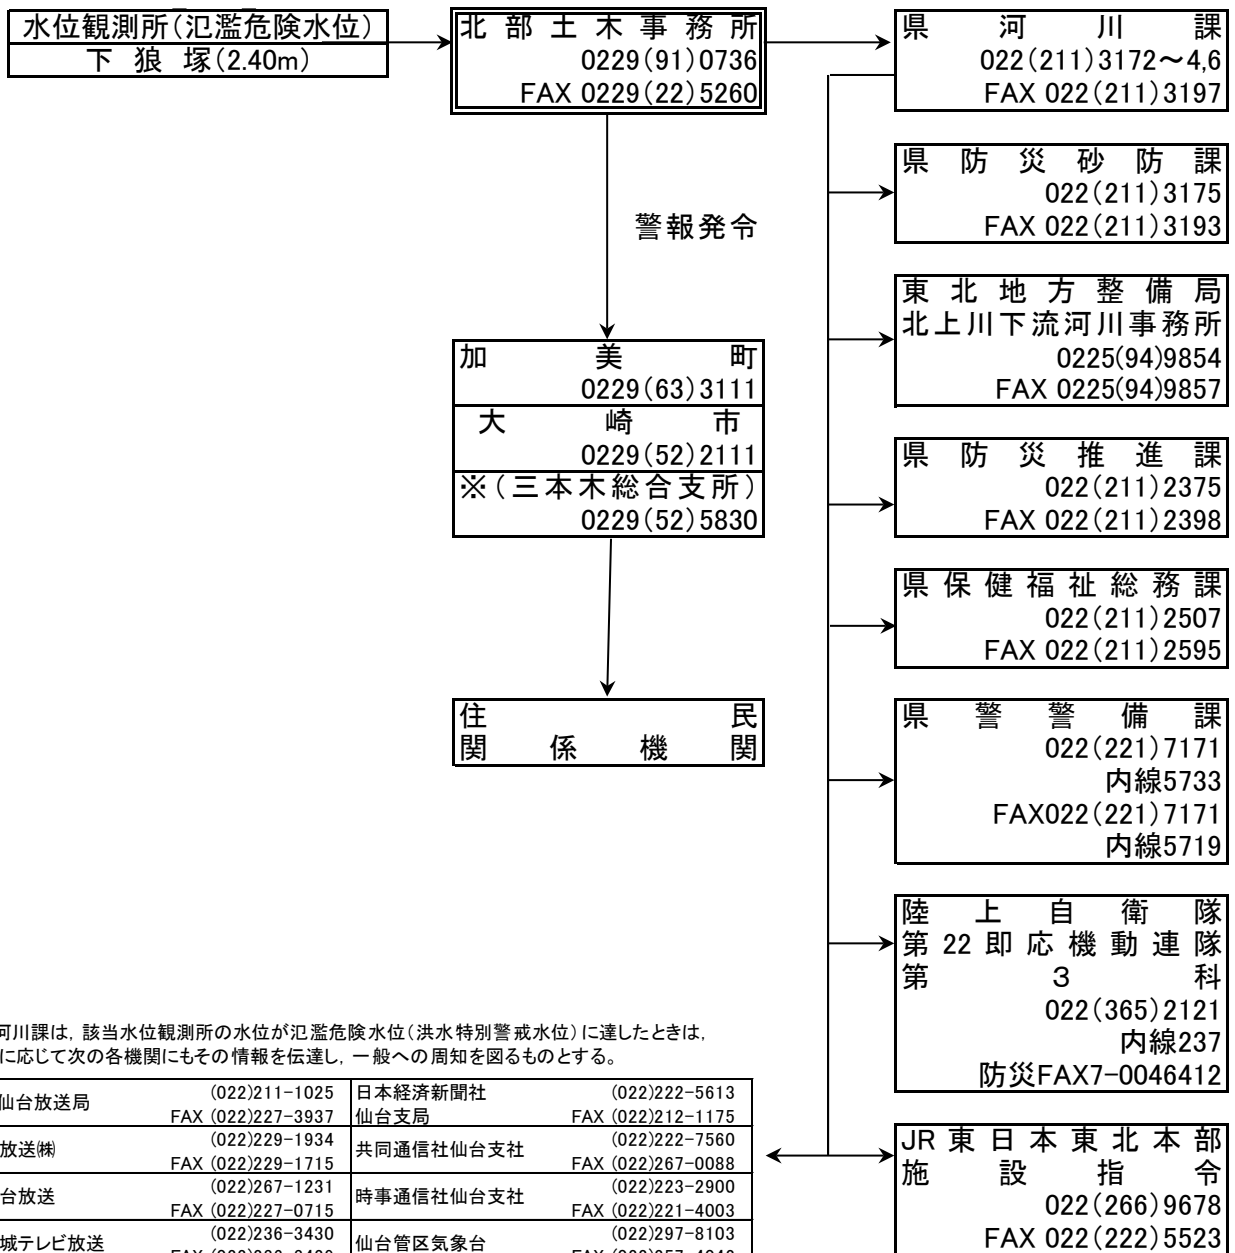 水位観測所(氾濫危険水位)
下狼塚(2.40m)
北部土木事務所
0229(91)0736
FAX 0229(22)5260
警報発令
加美町
0229(63)3111
大崎市
0229(52)2111
※(三本木総合支所)
0229(52)5830
住民
関係機関
県河川課
022(211)3172～4,6
FAX 022(211)3197
県防災砂防課
022(211)3175
FAX 022(211)3193
東北地方整備局
北上川下流河川事務所
0225(94)9854
FAX 0225(94)9857
県防災推進課
022(211)2375
FAX 022(211)2398
県保健福祉総務課
022(211)2507
FAX 022(211)2595
県警警備課
022(221)7171
内線5733
FAX022(221)7171
内線5719
陸上自衛隊
第22即応機動連隊
第3科
022(365)2121
内線237
防災FAX7-0046412
JR東日本東北本部
施設指令
022(266)9678
FAX 022(222)5523
河川課は，該当水位観測所の水位が氾濫危険水位(洪水特別警戒水位)に達したときは，
に応じて次の各機関にもその情報を伝達し，一般への周知を図るものとする。
仙台放送局 (022)211-1025
FAX (022)227-3937
放送㈱ (022)229-1934
FAX (022)229-1715
台放送 (022)267-1231
FAX (022)227-0715
城テレビ放送 (022)236-3430
日本経済新聞社 (022)222-5613
仙台支局 FAX (022)212-1175
共同通信社仙台支社 (022)222-7560
FAX (022)267-0088
時事通信社仙台支社 (022)223-2900
FAX (022)221-4003
仙台管区気象台 (022)297-8103